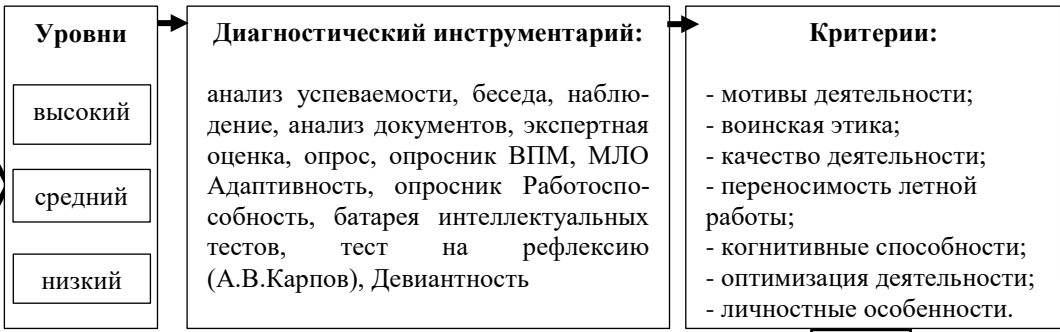 Уровни
высокий
средний
низкий
Диагностический инструментарий:
анализ успеваемости, беседа, наблю-
дение, анализ документов, экспертная
оценка, опрос, опросник ВПМ, МЛО
Адаптивность, опросник Работоспо-
собность, батарея интеллектуальных
тестов, тест на рефлексию
(А.В.Карпов), Девиантность
Критерии:
- мотивы деятельности;
- воинская этика;
- качество деятельности;
- переносимость летной
работы;
- когнитивные способности;
- оптимизация деятельности;
- личностные особенности.